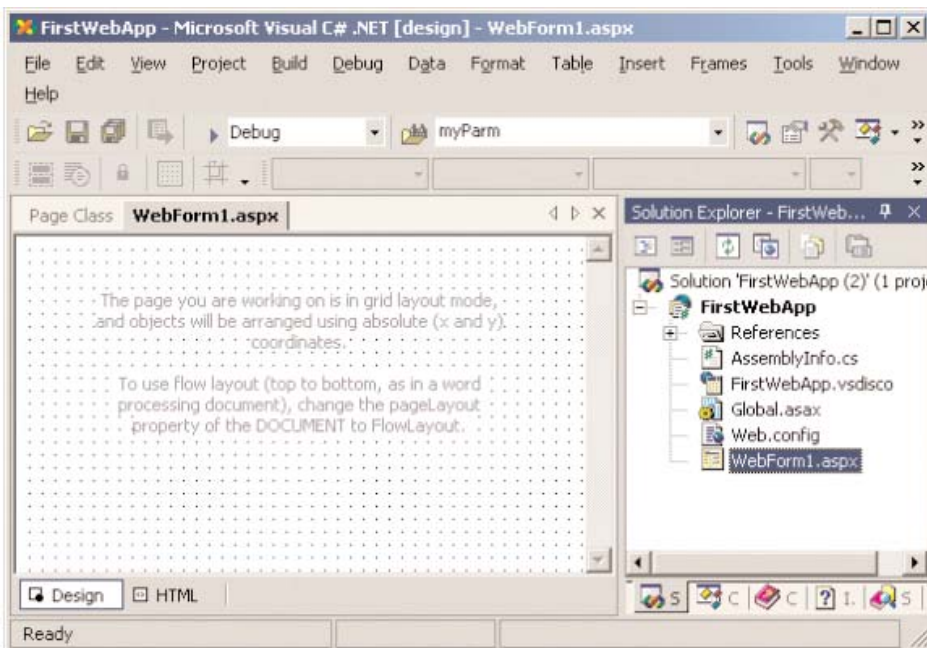 FirstWebApp - Microsoft Visual C# .NET [design] - WebForm1.aspx
File Edit View Project Build Debug Data Format Table Insert Frames Tools Window
Help
Debug myParm
Page Class WebForm1.aspx
The page you are working on is in grid layout mode,
and objects will be arranged using absolute (x and y)
coordinates.
To use flow layout (top to bottom, as in a word
processing document), change the pageLayout
property of the DOCUMENT to FlowLayout.
Design HTML
Solution Explorer - FirstWeb...
Solution 'FirstWebApp (2)' (1 proj
FirstWebApp
References
AssemblyInfo.cs
FirstWebApp.vsdisco
Global.asax
Web.config
WebForm1.aspx
S C C I. S
Ready